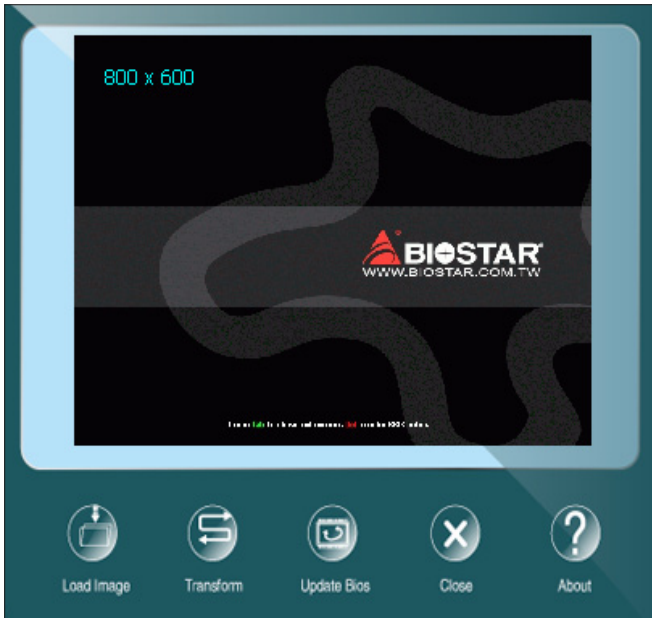 800 x 600
BIOSTAR
WWW.BIOSTAR.COM.TW
Load Image
Transform
Update Bios
Close
About